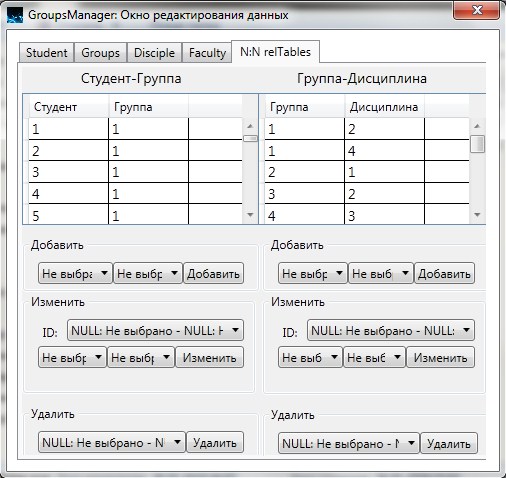 GroupsManager: Окно редактирования данных
Student Groups Disciple Faculty N:N relTables
Студент-Группа Группа-Дисциплина
Студент Группа Группа Дисциплина
1 1 1 2
2 1 1 4
3 1 2 1
4 1 3 2
5 1 4 3
Добавить Добавить
Не выбра Не выбј Добавить Не выбр Не выбј Добавить
Изменить Изменить
ID: NULL: Не выбрано - NULL: Н ID: NULL: Не выбрано - NULL:
Не выбр Не выбр Изменить Не выб Не выб Изменить
Удалить Удалить
NULL: Не выбрано - N Удалить NULL: Не выбрано - N Удалить